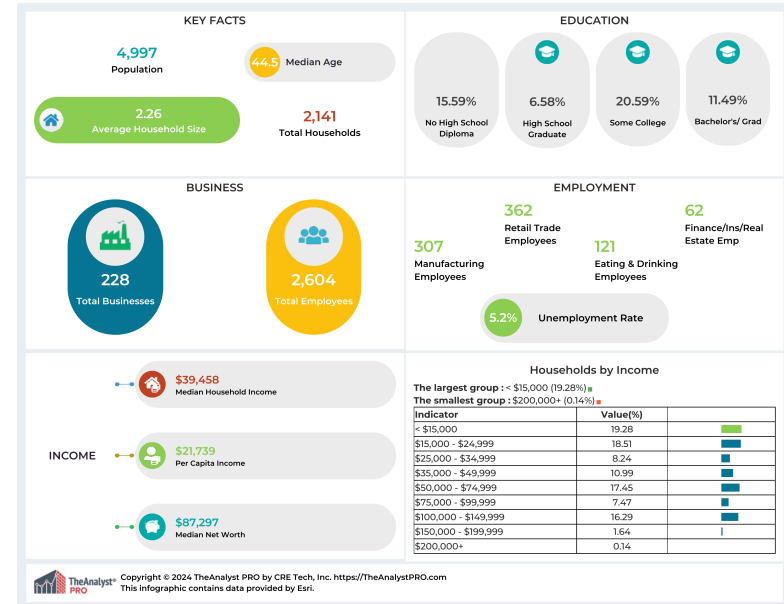 KEY FACTS
4,997
Population
44.5 Median Age
2.26
Average Household Size
2,141
Total Households
EDUCATION
15.59%
No High School
Diploma
6.58%
High School
Graduate
20.59%
Some College
11.49%
Bachelor's/ Grad
BUSINESS
228
Total Businesses
2,604
Total Employees
EMPLOYMENT
307
Manufacturing
Employees
362
Retail Trade
Employees
121
Eating & Drinking
Employees
62
Finance/Ins/Real
Estate Emp
5.2% Unemployment Rate
INCOME
$39,458
Median Household Income
$21,739
Per Capita Income
$87,297
Median Net Worth
Households by Income
The largest group : < $15,000 (19.28%)
The smallest group : $200,000+ (0.14%)
Indicator Value(%)
< $15,000 19.28
$15,000 - $24,999 18.51
$25,000 - $34,999 8.24
$35,000 - $49,999 10.99
$50,000 - $74,999 17.45
$75,000 - $99,999 7.47
$100,000 - $149,999 16.29
$150,000 - $199,999 1.64
$200,000+ 0.14
TheAnalyst®
PRO
Copyright © 2024 TheAnalyst PRO by CRE Tech, Inc. https://TheAnalystPRO.com
This infographic contains data provided by Esri.